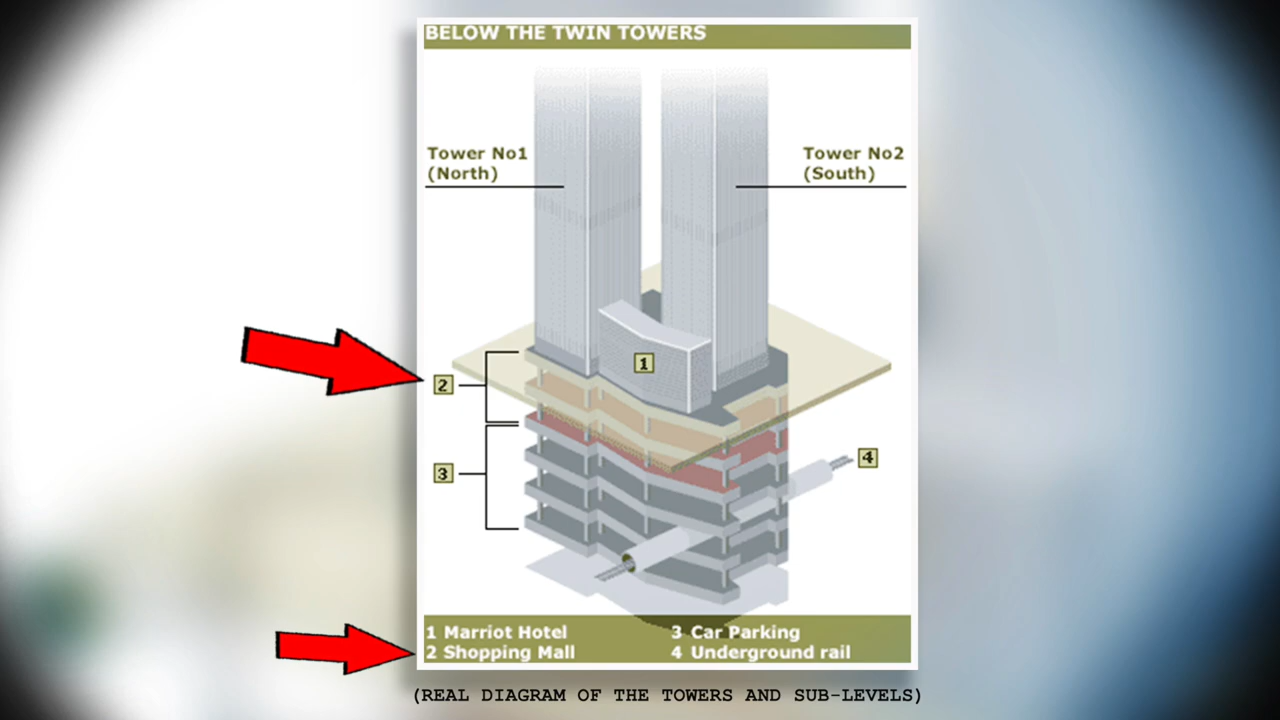 BELOW THE TWIN TOWERS
Tower No1
(North)
Tower No2
(South)
1
2
3
4
1 Marriot Hotel
2 Shopping Mall
3 Car Parking
4 Underground rail
(REAL DIAGRAM OF THE TOWERS AND SUB-LEVELS)